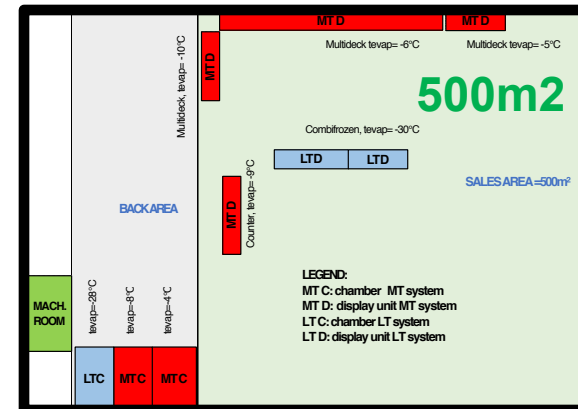 MT D
MT D
Multideck tevap= -6°C
Multideck tevap= -5°C
Multideck, tevap= -10°C
MT D
500m2
Combifrozen, tevap= -30°C
LTD
LTD
SALES AREA =500m²
Counter, tevap= -9°C
MT D
BACK AREA
LEGEND:
MT C: chamber MT system
MT D: display unit MT system
LT C: chamber LT system
LT D: display unit LT system
MACH.
ROOM
tevap=-28°C
tevap=-8°C
tevap=-4°C
LTC
MTC
MTC